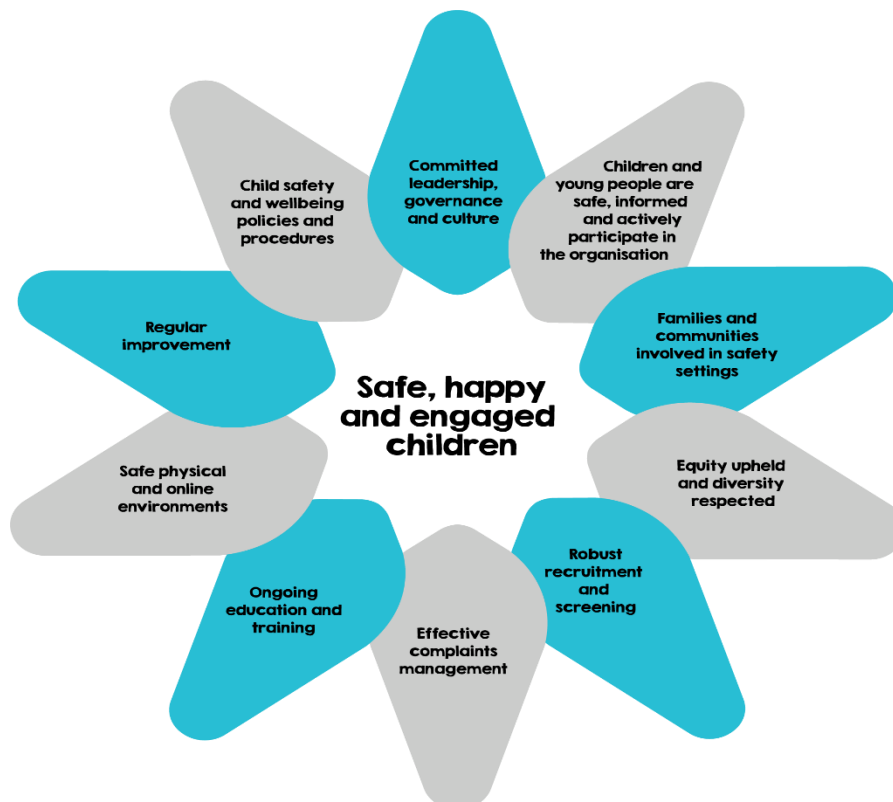 Committed
leadership,
governance
and culture
Children and
young people are
safe, informed
and actively
participate in
the organisation
Families and
communities
involved in safety
settings
Equity upheld
and diversity
respected
Robust
recruitment
and
screening
Effective
complaints
management
Ongoing
education and
training
Safe physical
and online
environments
Regular
improvement
Child safety
and wellbeing
policies and
procedures
Safe, happy
and engaged
children